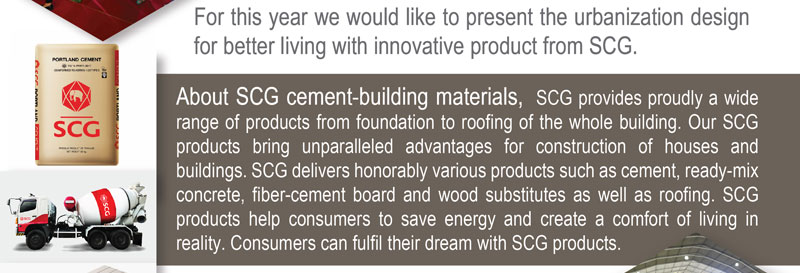 For this year we would like to present the urbanization design
for better living with innovative product from SCG.
PORTLAND CEMENT
SCG
About SCG cement-building materials, SCG provides proudly a wide
range of products from foundation to roofing of the whole building. Our SCG
products bring unparalleled advantages for construction of houses and
buildings. SCG delivers honorably various products such as cement, ready-mix
concrete, fiber-cement board and wood substitutes as well as roofing. SCG
products help consumers to save energy and create a comfort of living in
reality. Consumers can fulfil their dream with SCG products.